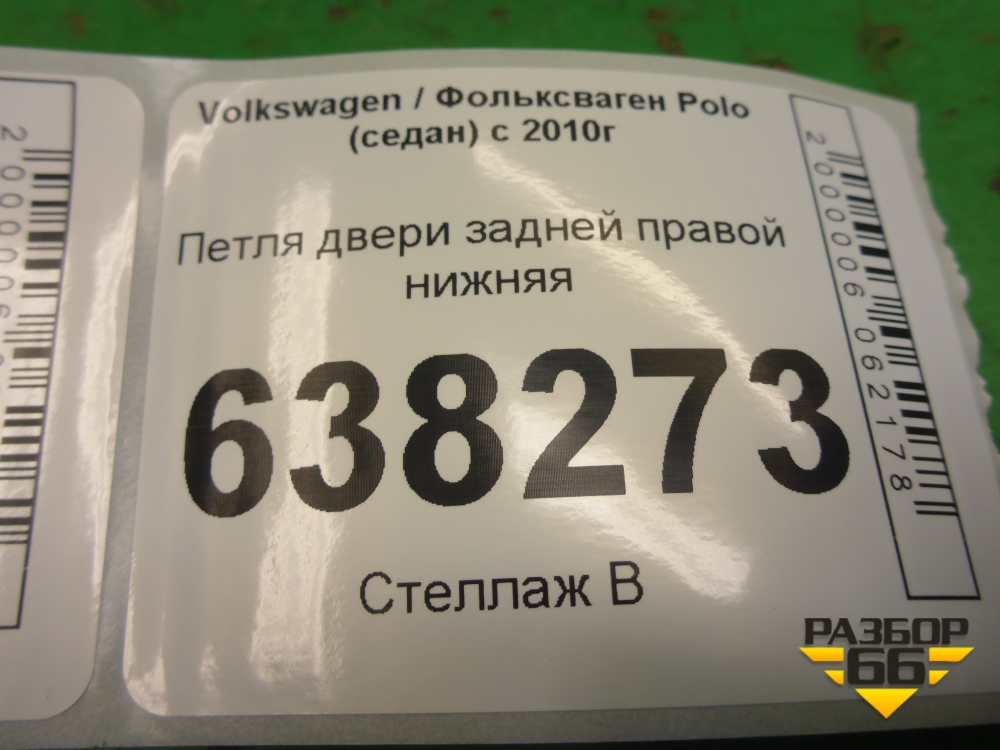 Volkswagen / Фольксваген Polo
(седан) с 2010г
Петля двери задней правой
нижняя
638273
Стеллаж В
2000006062178
РАЗБОР
66